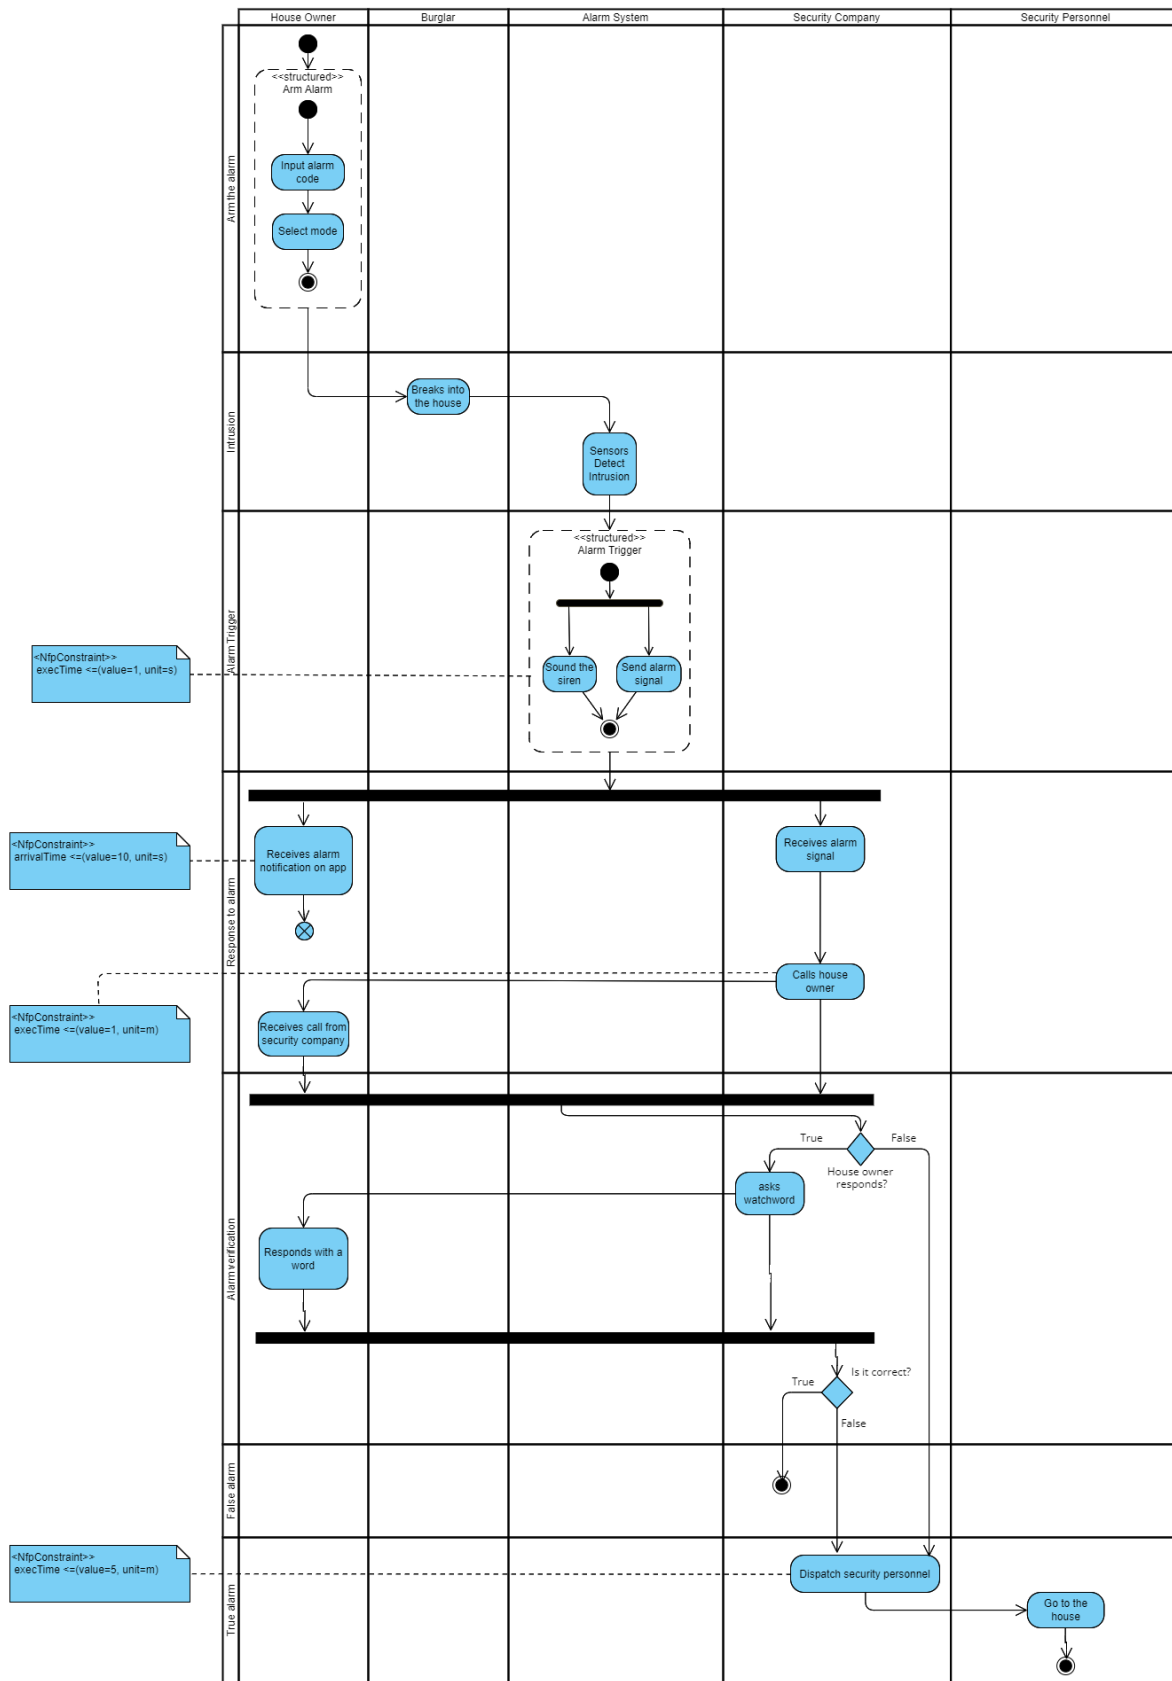 House Owner
Burglar
Alarm System
Security Company
Security Personnel
Arm the alarm
<<structured>>
Arm Alarm
Input alarm
code
Select mode
Intrusion
Breaks into
the house
Sensors
Detect
Intrusion
Alarm Trigger
<<structured>>
Alarm Trigger
Sound the
siren
Send alarm
signal
<NfpConstraint>>
execTime <=(value=1, unit=s)
Response to alarm
<NfpConstraint>>
arrivalTime <=(value=10, unit=s)
Receives alarm
notification on app
Receives alarm
signal
Calls house
owner
<NfpConstraint>>
execTime <=(value=1, unit=m)
Receives call from
security company
Alarm verification
True
False
House owner
responds?
asks
watchword
Responds with a
word
Is it correct?
True
False
False alarm
True alarm
<NfpConstraint>>
execTime <=(value=5, unit=m)
Dispatch security personnel
Go to the
house